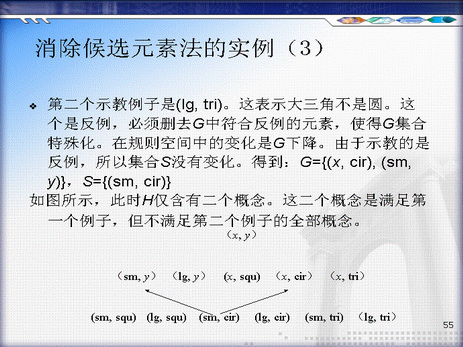 消除候选元素法的实例（3）
第二个示教例子是(lg, tri)。这表示大三角不是圆。这
个是反例，必须删去G中符合反例的元素，使得G集合
特殊化。在规则空间中的变化是G下降。由于示教的是
反例，所以集合S没有变化。得到：G={(x, cir), (sm,
y)}，S={(sm, cir)}
如图所示，此时H仅含有二个概念。这二个概念是满足第
一个例子，但不满足第二个例子的全部概念。
（x, y）
（sm, y） （lg, y） (x, squ) （x, cir） （x, tri）
(sm, squ) (lg, squ) (sm, cir) (lg, cir) (sm, tri) （lg, tri）
55